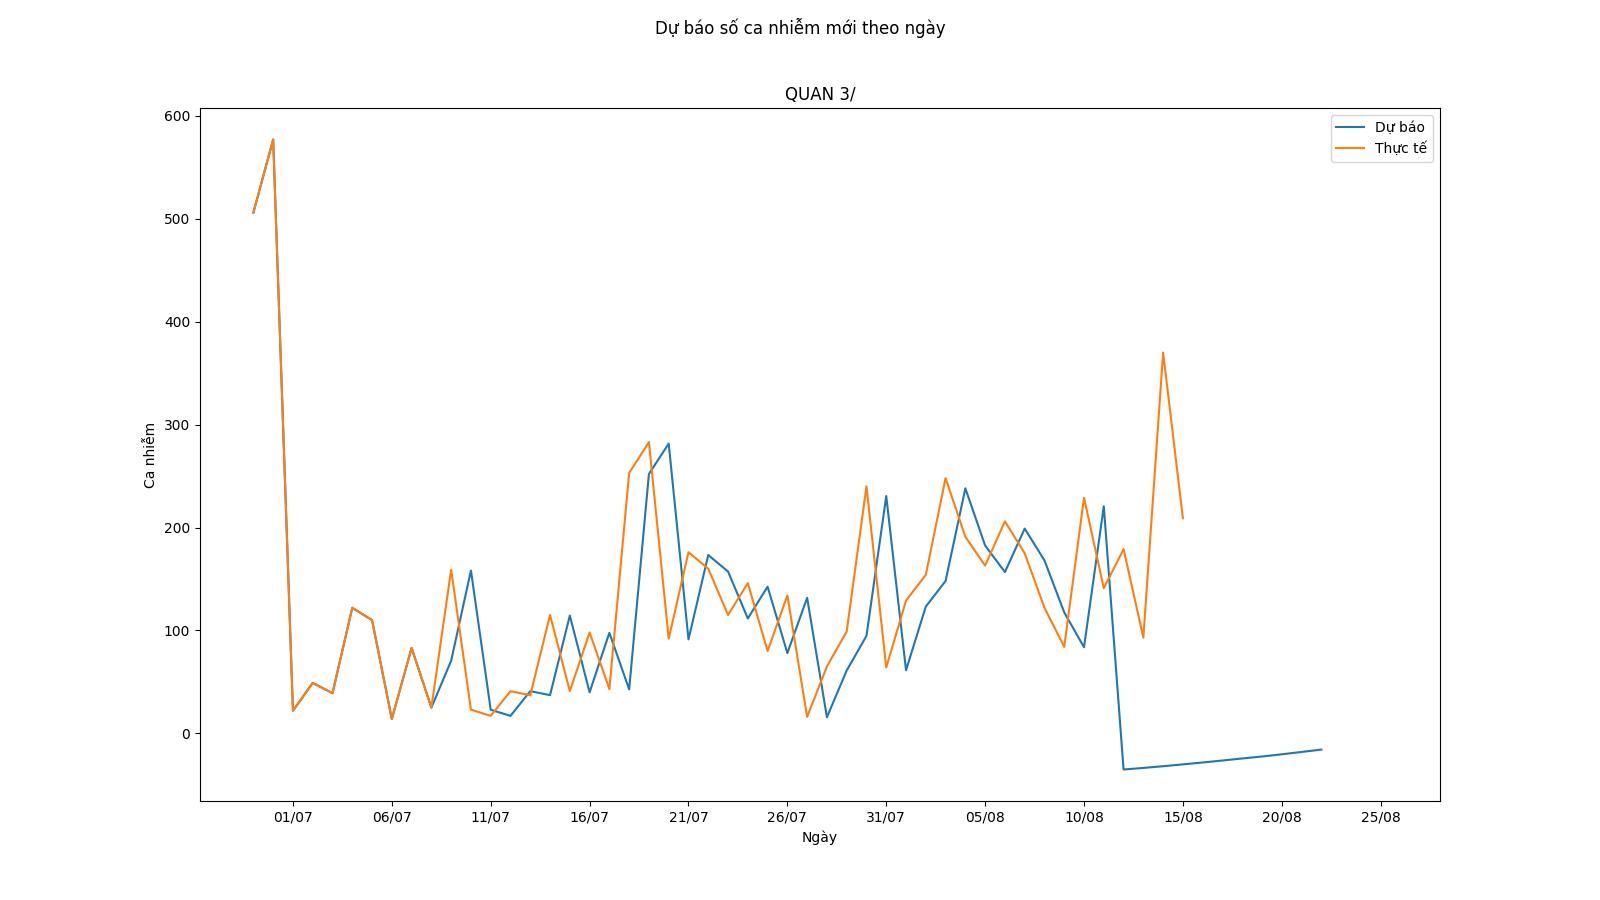 Dự báo số ca nhiễm mới theo ngày
QUAN 3/
Dự báo
Thực tế
600
500
400
300
200
100
0
Ca nhiễm
01/07 06/07 11/07 16/07 21/07 26/07 31/07 05/08 10/08 15/08 20/08 25/08
Ngày